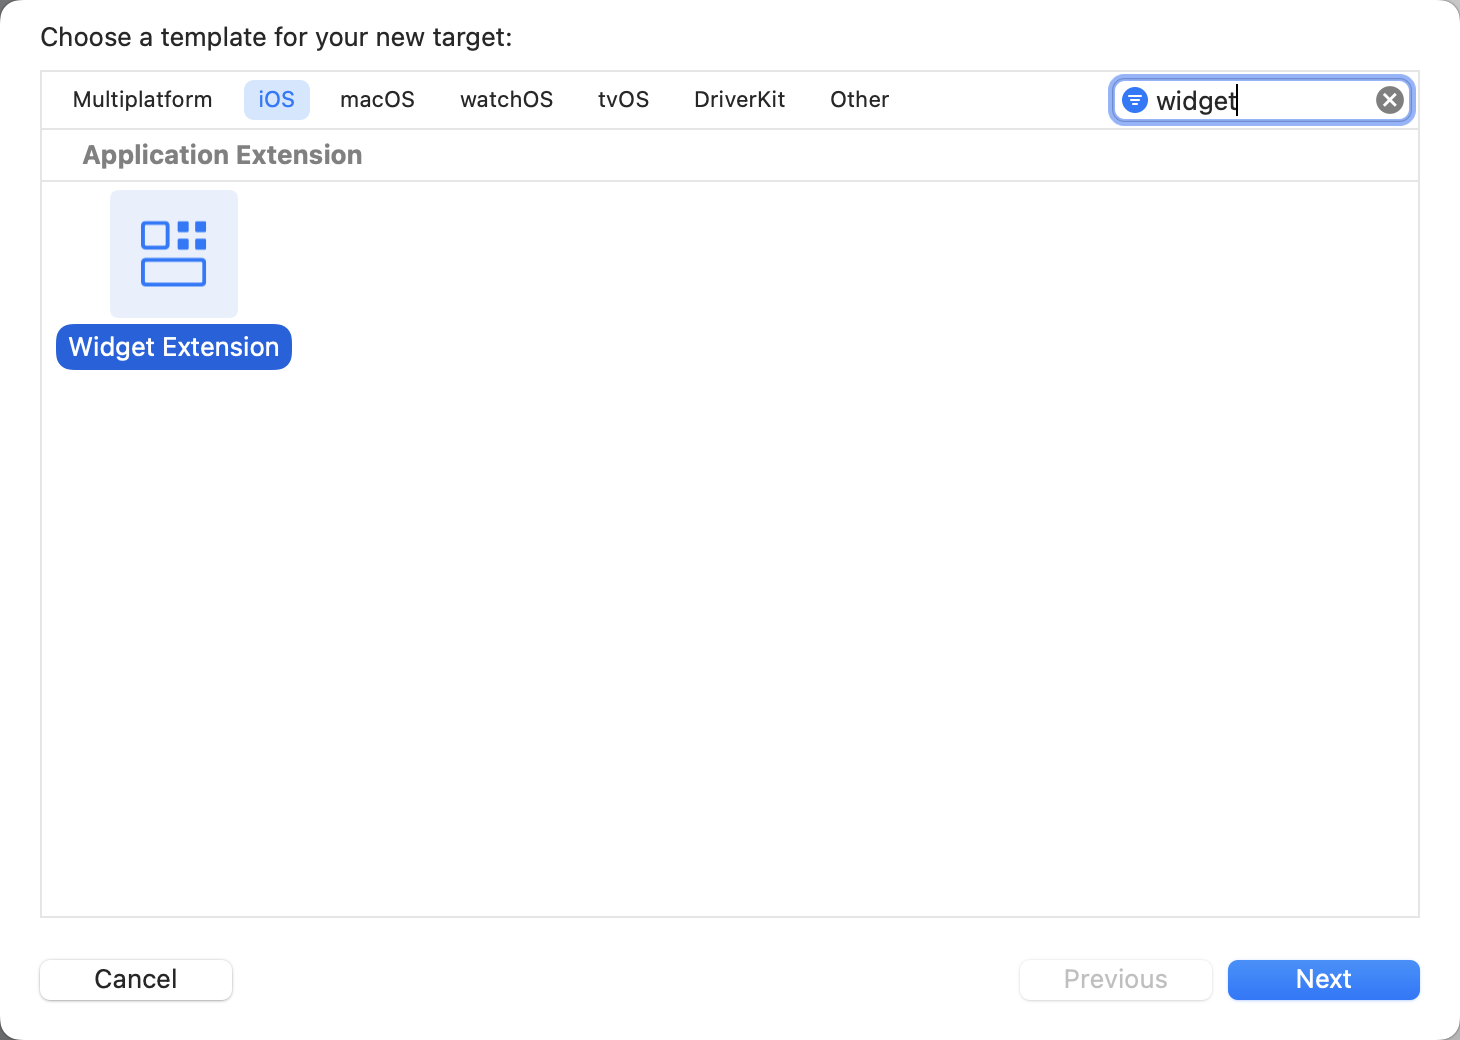 Choose a template for your new target:
Multiplatform iOS macOS watchOS tvOS DriverKit Other widget
Application Extension
Widget Extension
Cancel Previous Next